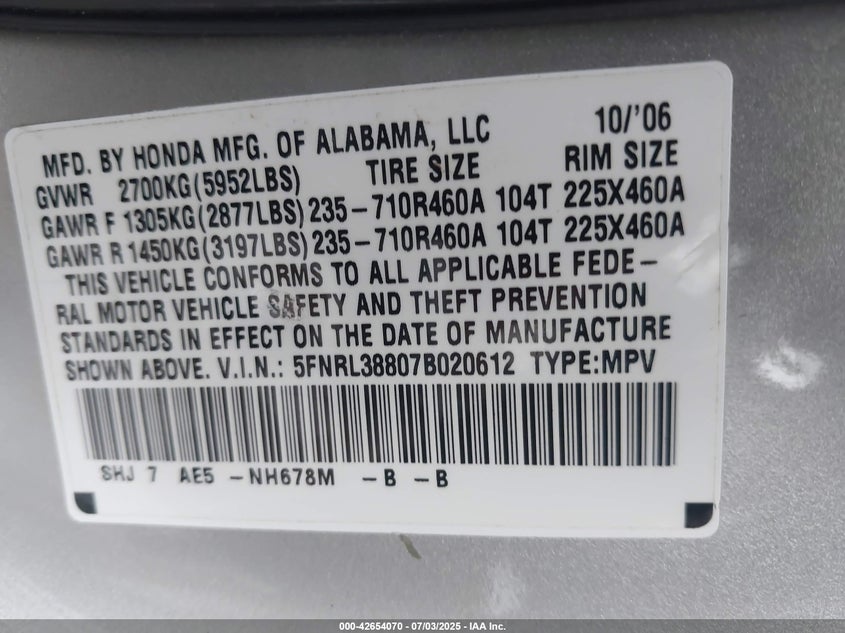 MFD. BY HONDA MFG. OF ALABAMA, LLC 10/'06
GVWR 2700KG(5952LBS) TIRE SIZE RIM SIZE
GAWR F 1305KG(2877LBS) 235-710R460A 104T 225X460A
GAWR R 1450KG(3197LBS) 235-710R460A 104T 225X460A
THIS VEHICLE CONFORMS TO ALL APPLICABLE FEDE-
RAL MOTOR VEHICLE SAFETY AND THEFT PREVENTION
STANDARDS IN EFFECT ON THE DATE OF MANUFACTURE
SHOWN ABOVE. V.I.N.: 5FNRL38807B020612 TYPE:MPV
SHJ 7 AE5 -NH678M -B -B
000-42654070 - 07/03/2025 - IAA Inc.